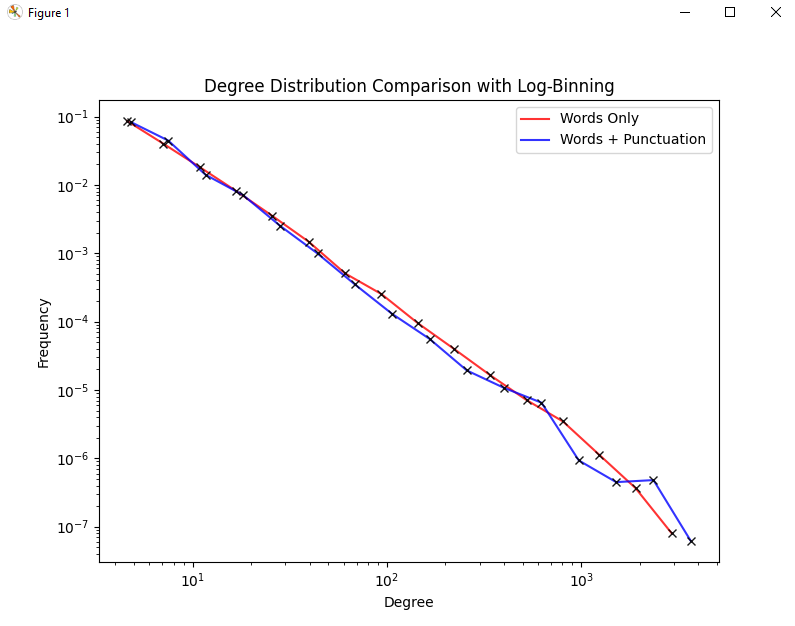 Figure 1
Degree Distribution Comparison with Log-Binning
Words Only
Words + Punctuation
Frequency
10⁻¹
10⁻²
10⁻³
10⁻⁴
10⁻⁵
10⁻⁶
10⁻⁷
10¹ 10² 10³
Degree